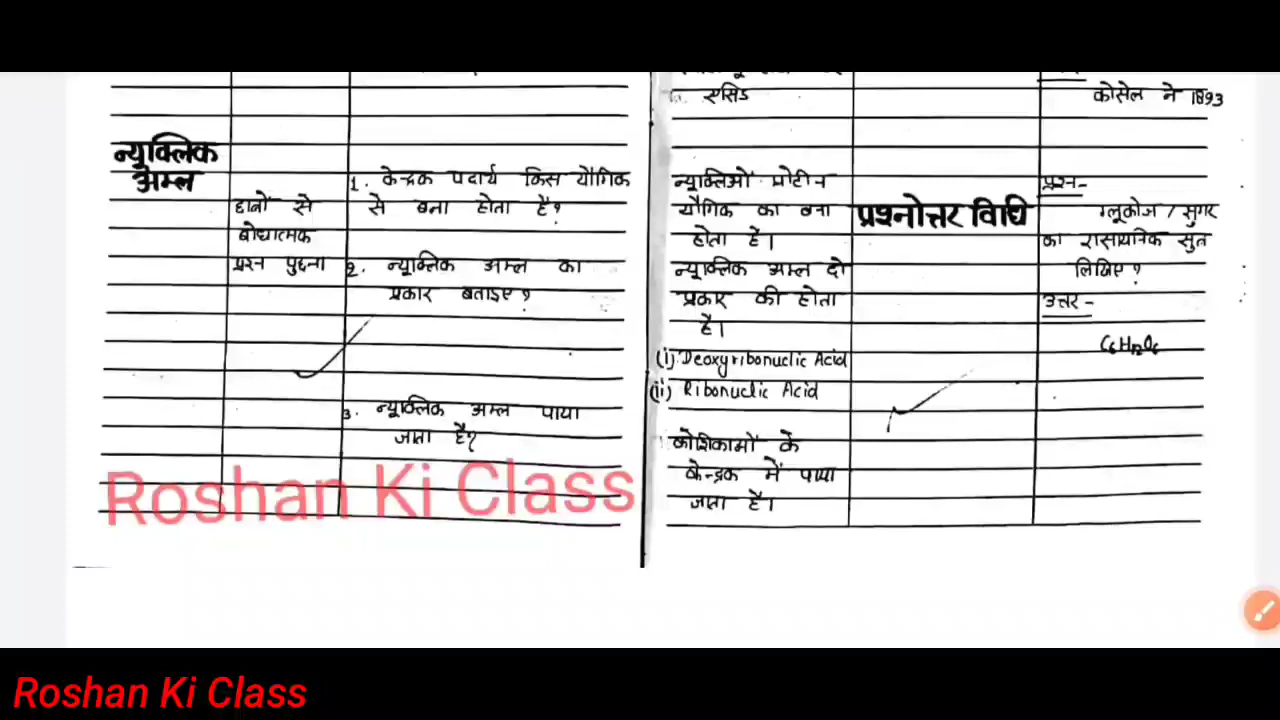 न्युक्लिक
अम्ल
छात्रों से
बोधात्मक
प्रश्न पुछना
1. केन्द्रक पदार्थ किस यौगिक
से बना होता है?
2. न्यूक्लिक अम्ल का
प्रकार बताइए?
3. न्यूक्लिक अम्ल पाया
जाता है?
एसिड
न्यूक्लिओ प्रोटीन
यौगिक का बना
होता है।
न्यूक्लिक अम्ल दो
प्रकार की होता
है।
(i) Deoxyribonuclic Acid
(ii) Ribonuclic Acid
कोशिकाओं के
केन्द्रक में पाया
जाता है।
प्रश्नोत्तर विधि
कोसेल ने 1893
प्रश्न-
ग्लूकोज / सुगर
का रासायनिक सुत्र
लिखिए?
उत्तर-
C6H12O6
Roshan Ki Class
Roshan Ki Class